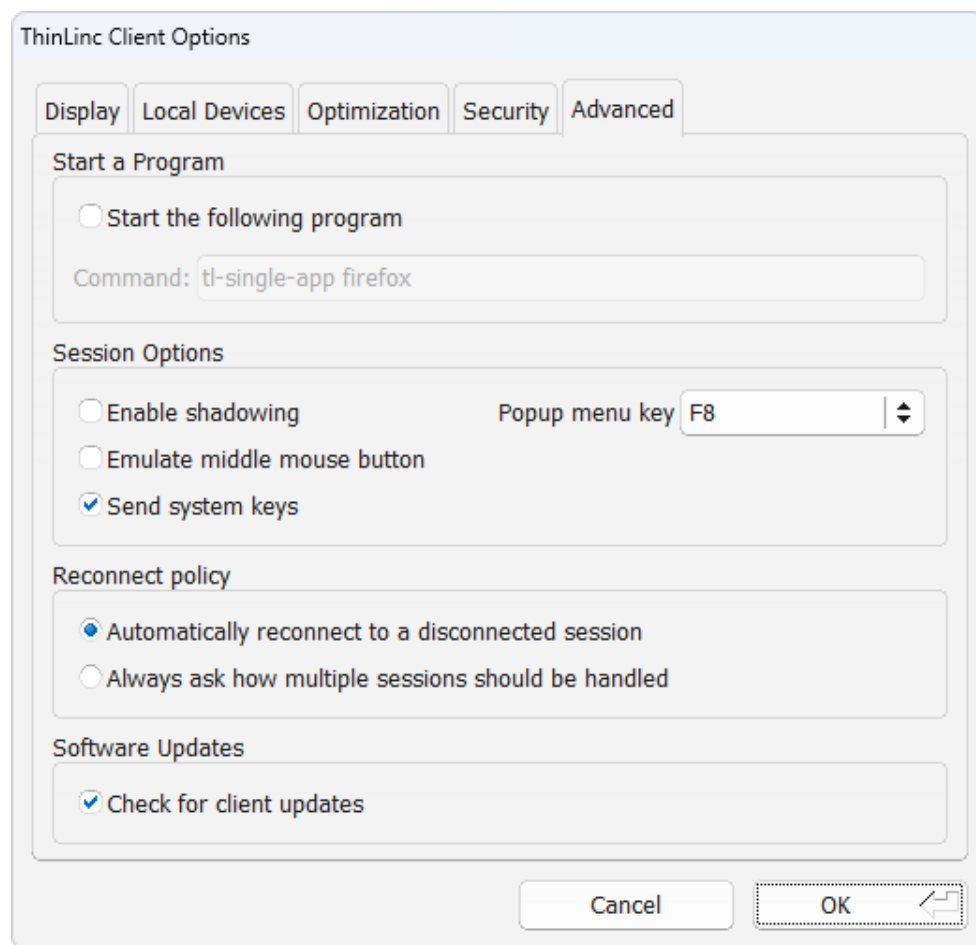 ThinLinc Client Options
Display Local Devices Optimization Security Advanced
Start a Program
Start the following program
Command: tl-single-app firefox
Session Options
Enable shadowing Popup menu key F8
Emulate middle mouse button
Send system keys
Reconnect policy
Automatically reconnect to a disconnected session
Always ask how multiple sessions should be handled
Software Updates
Check for client updates
Cancel OK